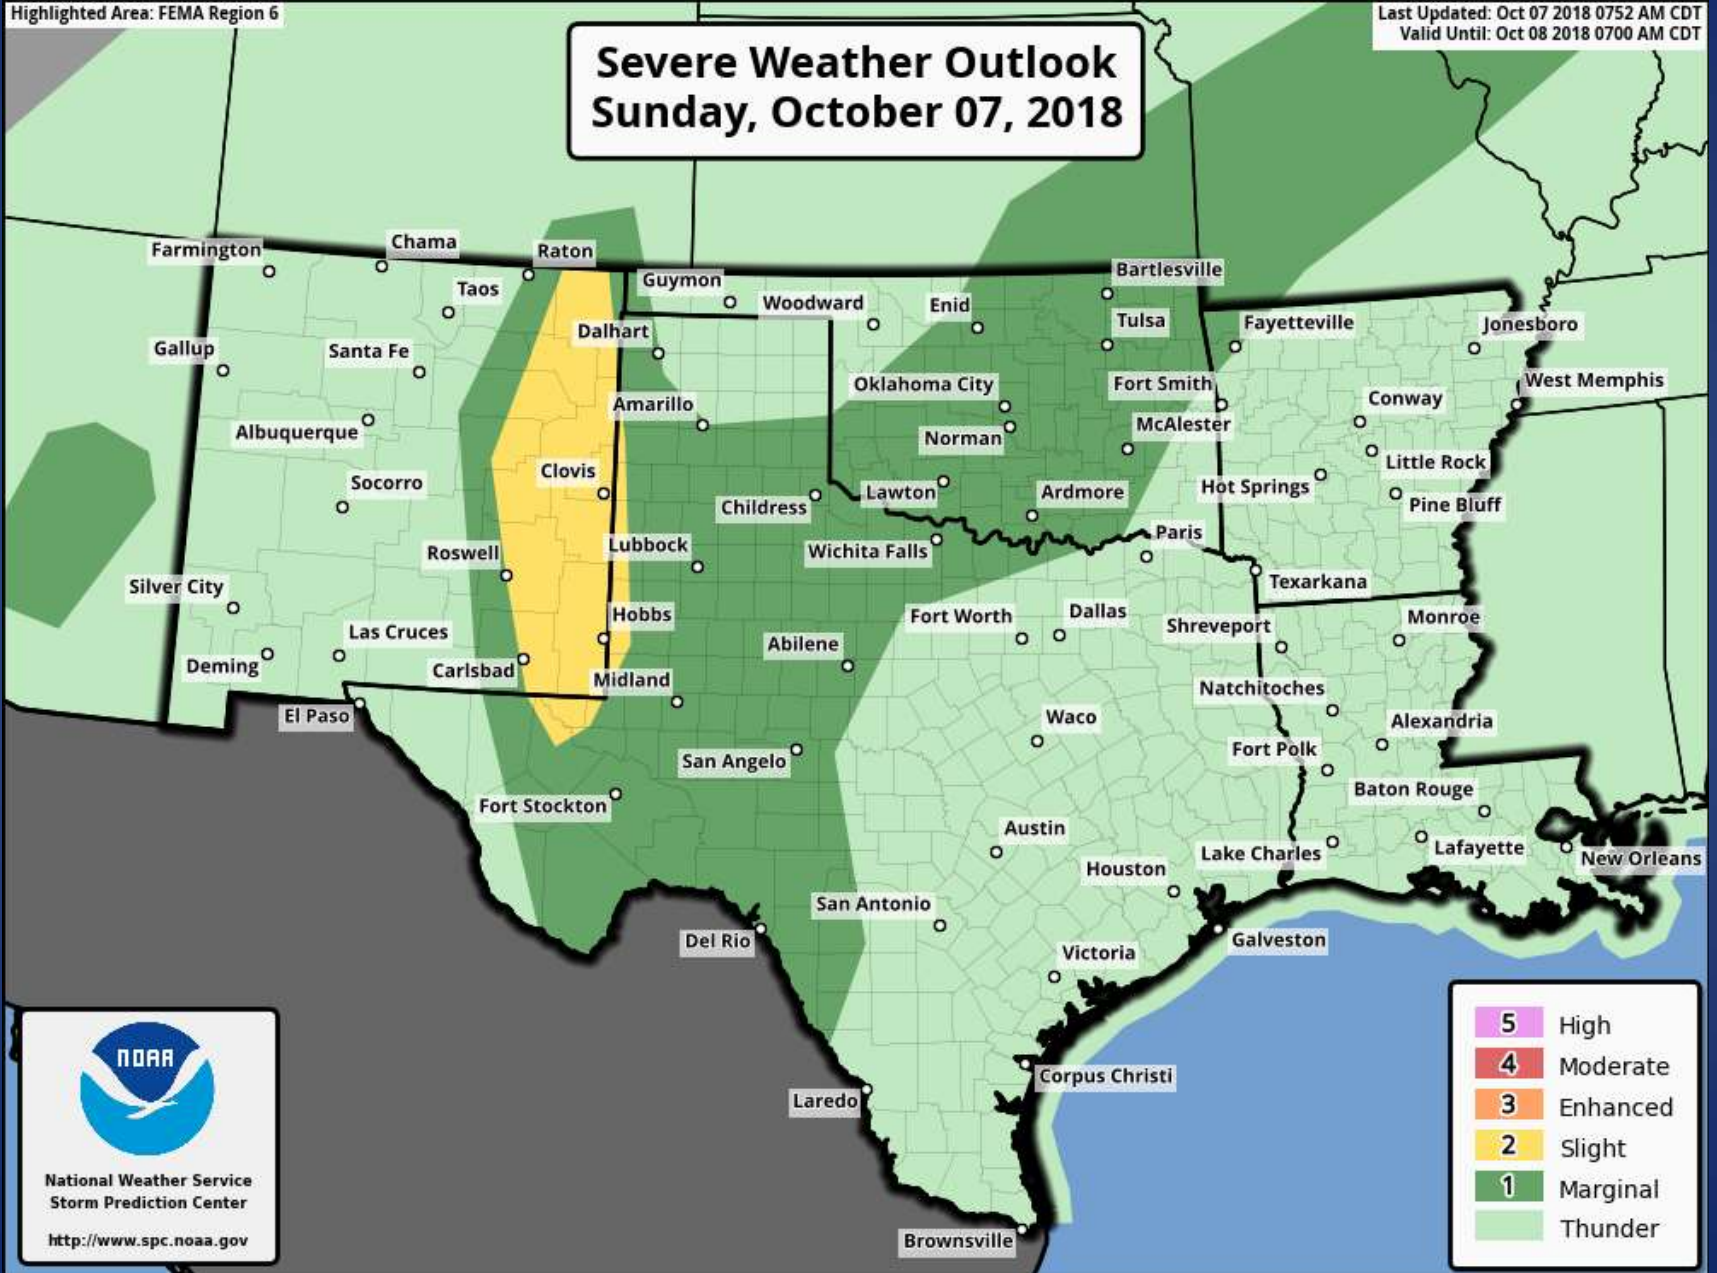 Highlighted Area: FEMA Region 6
Last Updated: Oct 07 2018 0752 AM CDT
Valid Until: Oct 08 2018 0700 AM CDT
Severe Weather Outlook
Sunday, October 07, 2018
Farmington
Chama
Raton
Taos
Guymon
Woodward
Enid
Bartlesville
Tulsa
Fayetteville
Jonesboro
Gallup
Santa Fe
Dalhart
Oklahoma City
Fort Smith
West Memphis
Albuquerque
Amarillo
Norman
McAlester
Conway
Socorro
Clovis
Childress
Lawton
Ardmore
Hot Springs
Little Rock
Pine Bluff
Roswell
Lubbock
Wichita Falls
Paris
Texarkana
Silver City
Las Cruces
Deming
Carlsbad
Hobbs
Midland
Abilene
Fort Worth
Dallas
Shreveport
Monroe
El Paso
San Angelo
Waco
Natchitoches
Alexandria
Fort Polk
Fort Stockton
Austin
Baton Rouge
Houston
Lake Charles
Lafayette
New Orleans
Del Rio
San Antonio
Victoria
Galveston
Laredo
Corpus Christi
Brownsville
NOAA
National Weather Service
Storm Prediction Center
http://www.spc.noaa.gov
5 High
4 Moderate
3 Enhanced
2 Slight
1 Marginal
Thunder